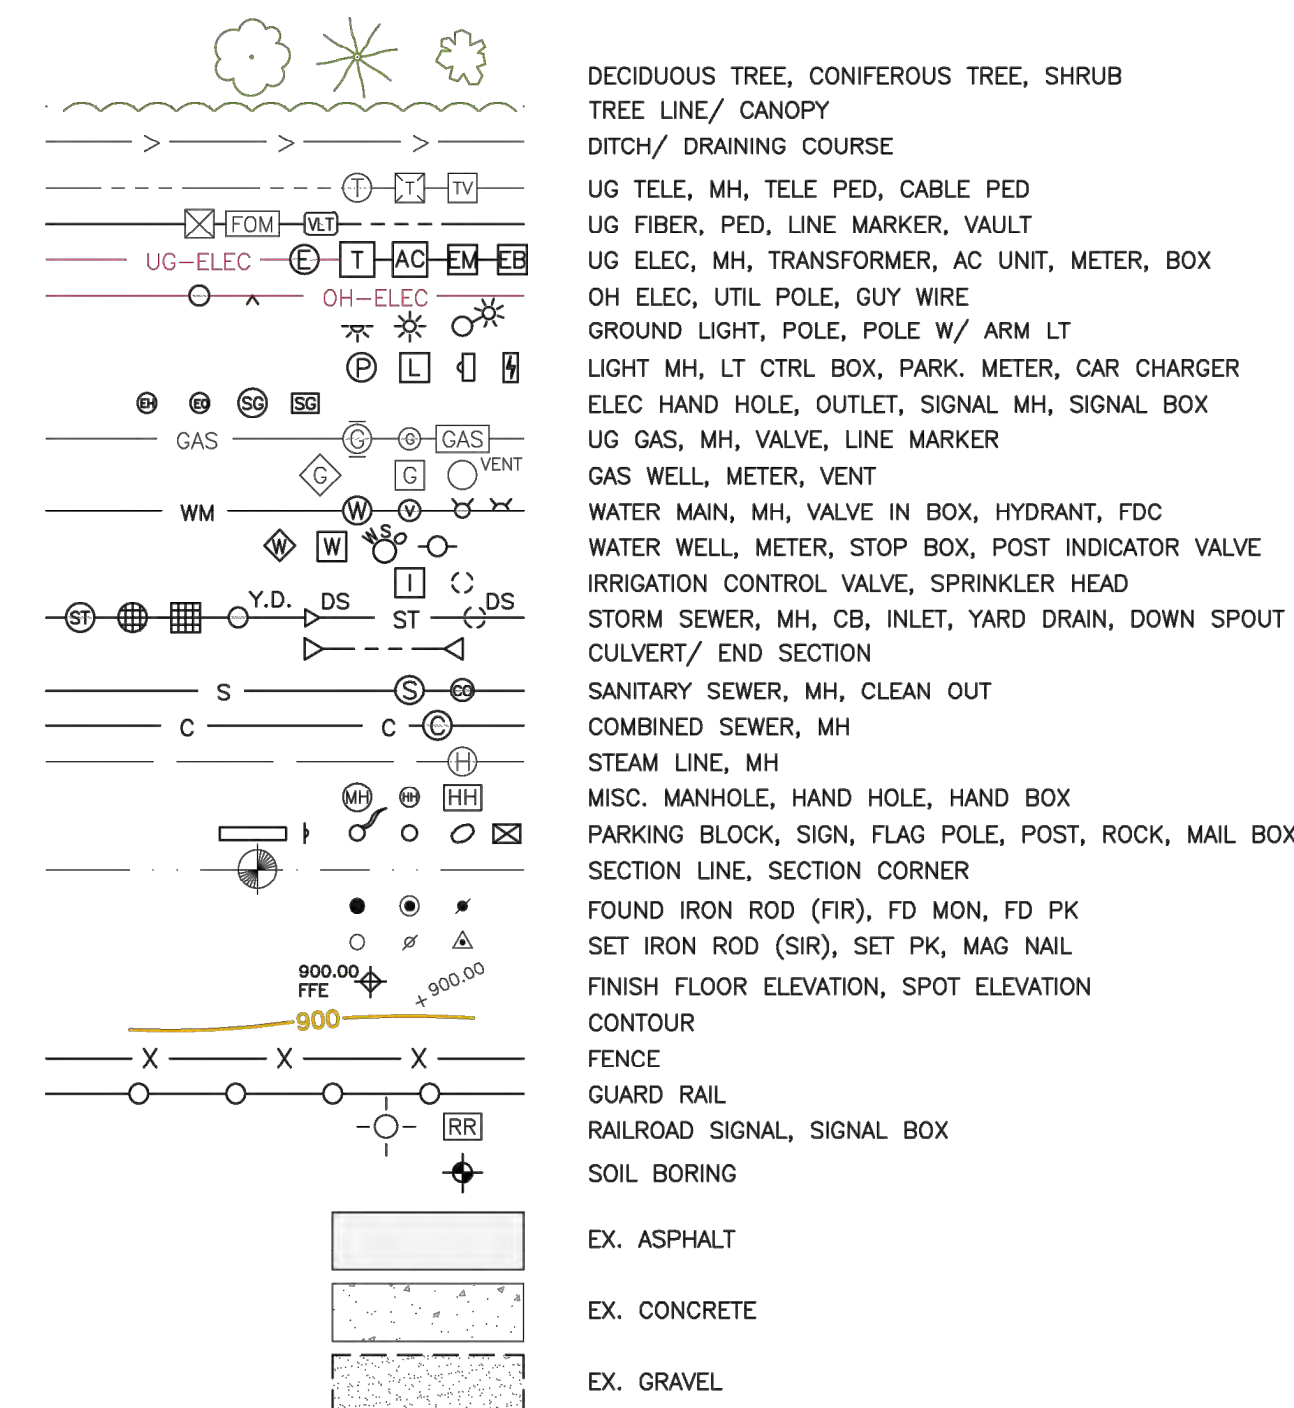 DECIDUOUS TREE, CONIFEROUS TREE, SHRUB
TREE LINE/ CANOPY
> > > DITCH/ DRAINING COURSE
T T TV UG TELE, MH, TELE PED, CABLE PED
FOM VLT UG FIBER, PED, LINE MARKER, VAULT
UG-ELEC E T AC EM EB UG ELEC, MH, TRANSFORMER, AC UNIT, METER, BOX
OH-ELEC OH ELEC, UTIL POLE, GUY WIRE
GROUND LIGHT, POLE, POLE W/ ARM LT
P L LIGHT MH, LT CTRL BOX, PARK. METER, CAR CHARGER
EH EO SG SG ELEC HAND HOLE, OUTLET, SIGNAL MH, SIGNAL BOX
GAS G G GAS UG GAS, MH, VALVE, LINE MARKER
G G VENT GAS WELL, METER, VENT
WM W V WATER MAIN, MH, VALVE IN BOX, HYDRANT, FDC
W W WSO WATER WELL, METER, STOP BOX, POST INDICATOR VALVE
I IRRIGATION CONTROL VALVE, SPRINKLER HEAD
ST Y.D. DS ST DS STORM SEWER, MH, CB, INLET, YARD DRAIN, DOWN SPOUT
CULVERT/ END SECTION
S S CO SANITARY SEWER, MH, CLEAN OUT
C C C COMBINED SEWER, MH
H STEAM LINE, MH
MH HH HH MISC. MANHOLE, HAND HOLE, HAND BOX
PARKING BLOCK, SIGN, FLAG POLE, POST, ROCK, MAIL BOX
SECTION LINE, SECTION CORNER
FOUND IRON ROD (FIR), FD MON, FD PK
SET IRON ROD (SIR), SET PK, MAG NAIL
900.00
FFE +900.00 FINISH FLOOR ELEVATION, SPOT ELEVATION
900 CONTOUR
X X X FENCE
GUARD RAIL
RR RAILROAD SIGNAL, SIGNAL BOX
SOIL BORING
EX. ASPHALT
EX. CONCRETE
EX. GRAVEL